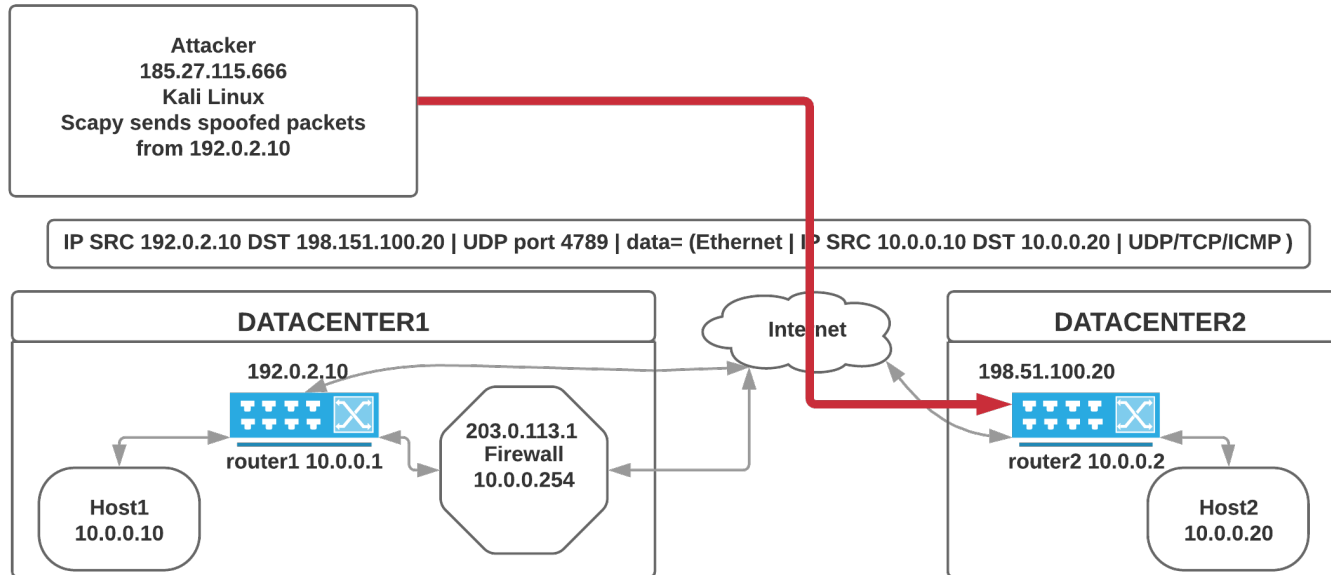 Attacker
185.27.115.666
Kali Linux
Scapy sends spoofed packets
from 192.0.2.10
IP SRC 192.0.2.10 DST 198.151.100.20 | UDP port 4789 | data= (Ethernet | IP SRC 10.0.0.10 DST 10.0.0.20 | UDP/TCP/ICMP )
DATACENTER1
192.0.2.10
router1 10.0.0.1
Host1
10.0.0.10
203.0.113.1
Firewall
10.0.0.254
Internet
DATACENTER2
198.51.100.20
router2 10.0.0.2
Host2
10.0.0.20